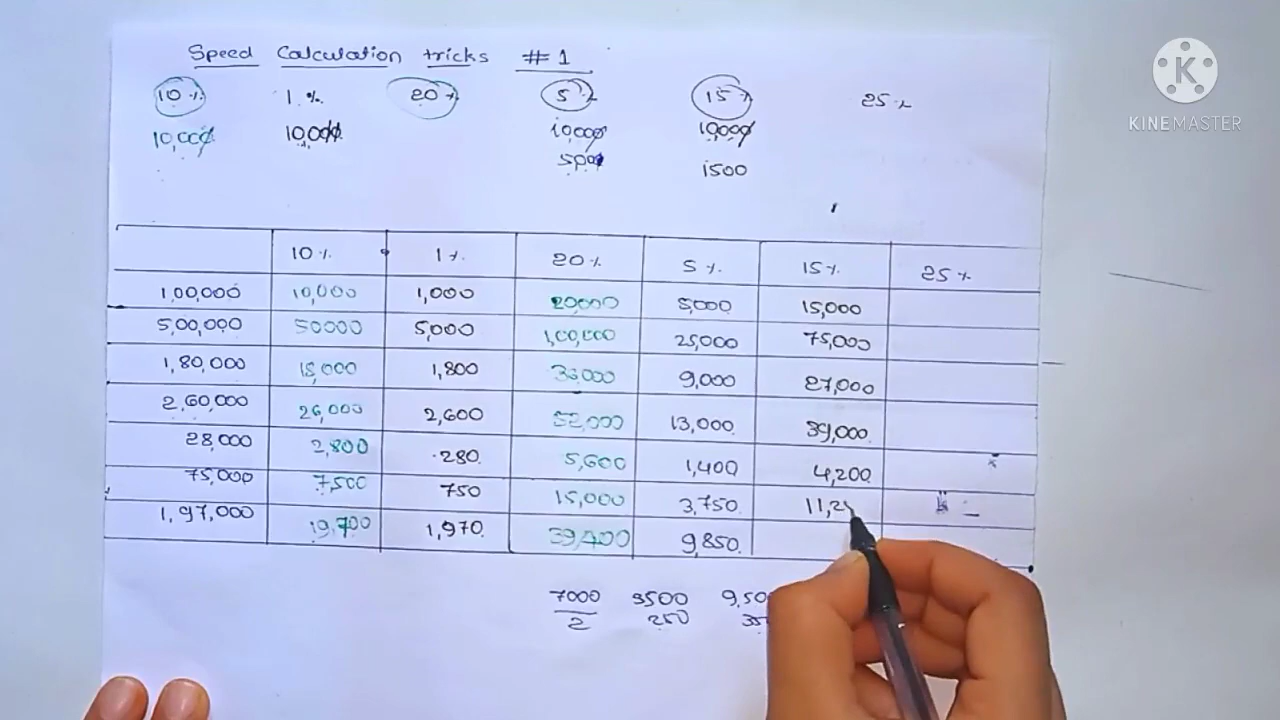 Speed Calculation tricks #1
10% 1% 20% 5% 15% 25%
10,000 10,000 10,000 10,000
500 1500
KINEMASTER
10% 1% 20% 5% 15% 25%
1,00,000 10,000 1,000 20000 5,000 15,000
5,00,000 50000 5,000 1,00,000 25,000 75,000
1,80,000 18,000 1,800 36000 9,000 27,000
2,60,000 26,000 2,600 52,000 13,000 39,000
28,000 2,800 280 5,600 1,400 4,200
75,000 7,500 750 15,000 3,750 11,25
1,97,000 19,700 1,970 39,400 9,850
7000 3500
2 250